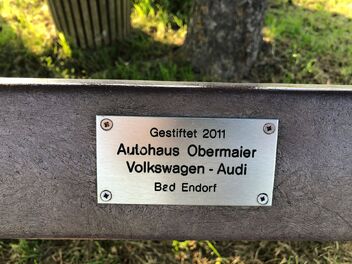 Gestiftet 2011
Autohaus Obermaier
Volkswagen - Audi
Bad Endorf